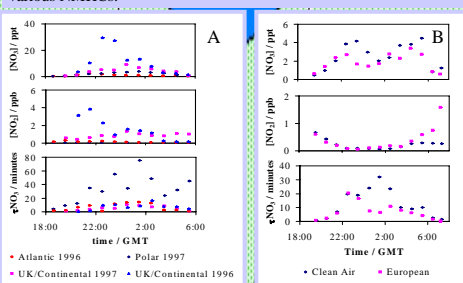 A
[NO3] / ppt
40
20
0
[NO2] / ppb
6
4
2
0
τNO3 / minutes
80
60
40
20
0
18:00 22:00 2:00 6:00
time / GMT
Atlantic 1996 Polar 1997
UK/Continental 1997 UK/Continental 1996
B
[NO3] / ppt
6
4
2
0
[NO2] / ppb
2
1
0
τNO3 / minutes
40
30
20
10
0
18:00 22:00 2:00 6:00
Time / GMT
Clean Air European